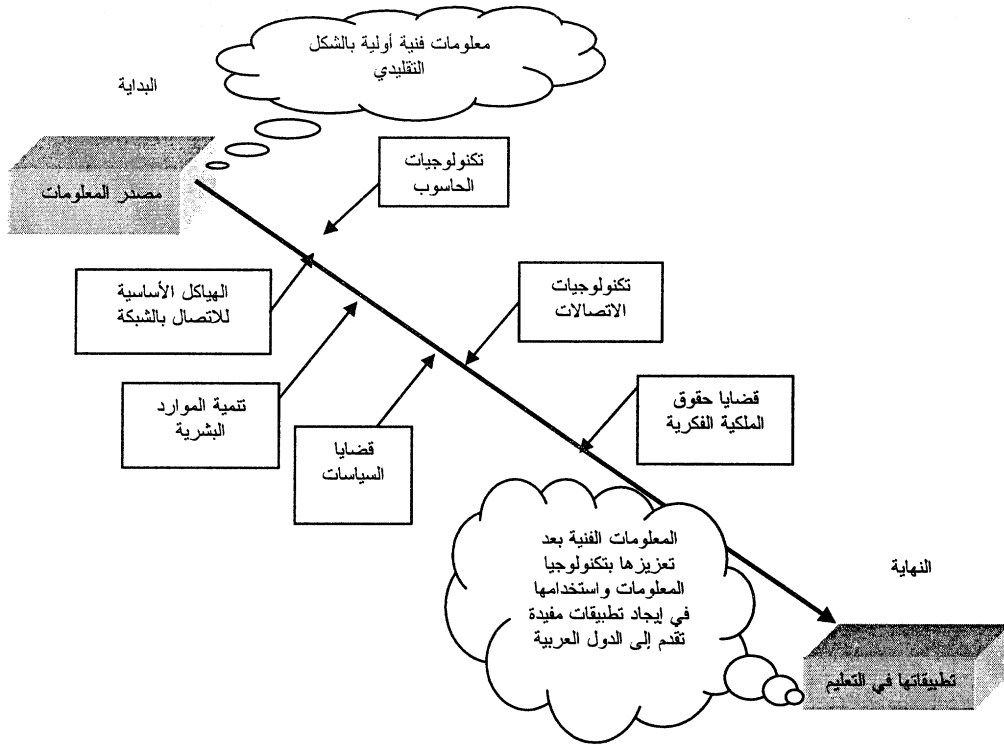 معلومات فنية أولية بالشكل
التقليدي
البداية
مصدر المعلومات
تكنولوجيات
الحاسوب
الهياكل الأساسية
للاتصال بالشبكة
تكنولوجيات
الاتصالات
تنمية الموارد
البشرية
قضايا
السياسات
قضايا حقوق
الملكية الفكرية
المعلومات الفنية بعد
تعزيزها بتكنولوجيا
المعلومات واستخدامها
في إيجاد تطبيقات مفيدة
تقدم إلى الدول العربية
النهاية
تطبيقاتها في التعليم